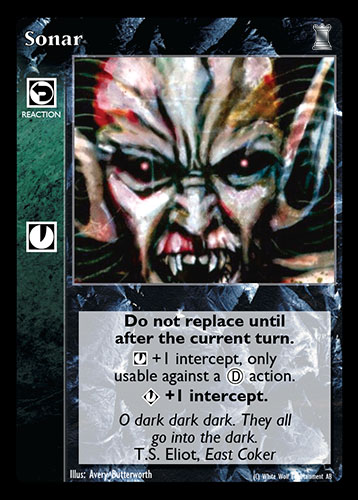 Sonar
REACTION
Do not replace until
after the current turn.
+1 intercept, only
usable against a Ⓓ action.
+1 intercept.
O dark dark dark. They all
go into the dark.
T.S. Eliot, East Coker
Illus: Avery Butterworth
(C) White Wolf Entertainment AB